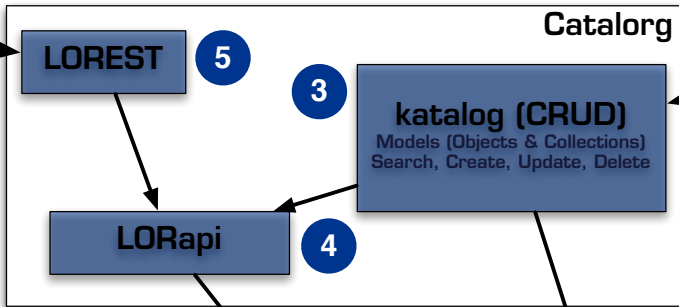 Catalorg
LOREST
5
3
katalog (CRUD)
Models (Objects & Collections)
Search, Create, Update, Delete
LORapi
4